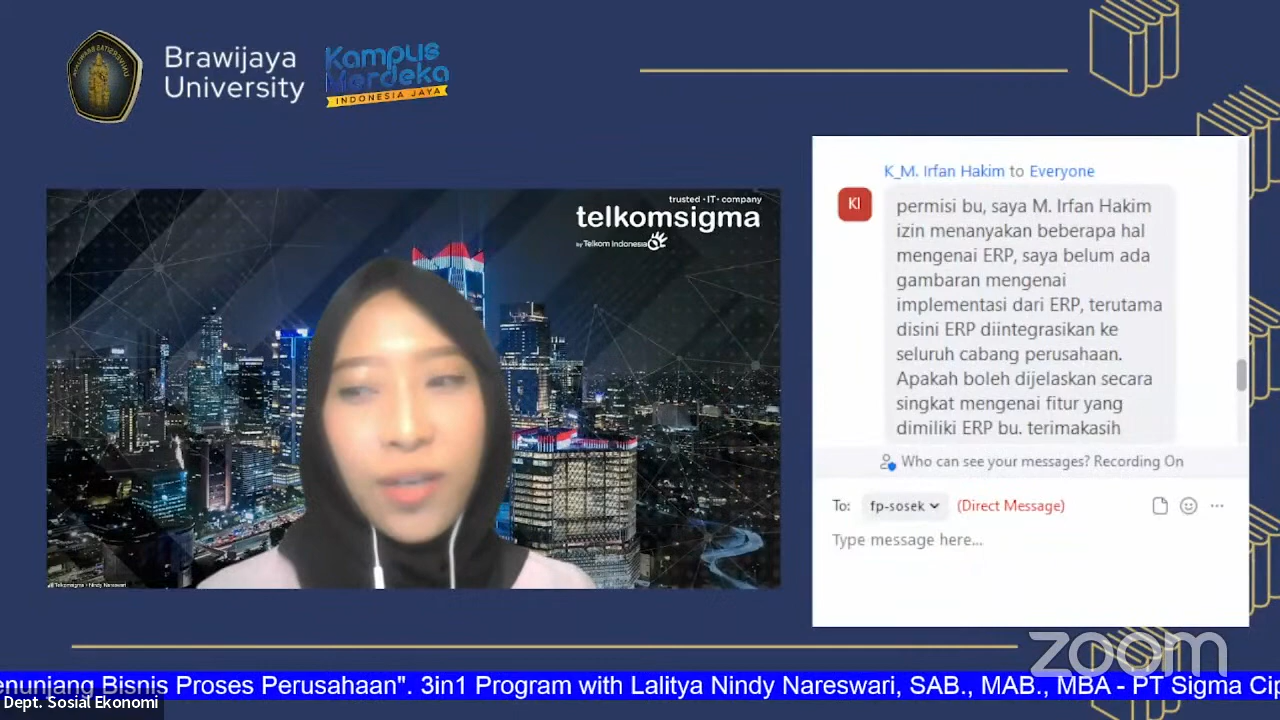 Brawijaya
University
Kampus
Merdeka
INDONESIA JAYA
trusted · IT · company
telkomsigma
by Telkom Indonesia
Telkomsigma - Nindy Nareswari
K_M. Irfan Hakim to Everyone
KI
permisi bu, saya M. Irfan Hakim
izin menanyakan beberapa hal
mengenai ERP, saya belum ada
gambaran mengenai
implementasi dari ERP, terutama
disini ERP diintegrasikan ke
seluruh cabang perusahaan.
Apakah boleh dijelaskan secara
singkat mengenai fitur yang
dimiliki ERP bu. terimakasih
Who can see your messages? Recording On
To: fp-sosek (Direct Message)
Type message here...
zoom
enunjang Bisnis Proses Perusahaan". 3in1 Program with Lalitya Nindy Nareswari, SAB., MAB., MBA - PT Sigma Cip
Dept. Sosial Ekonomi